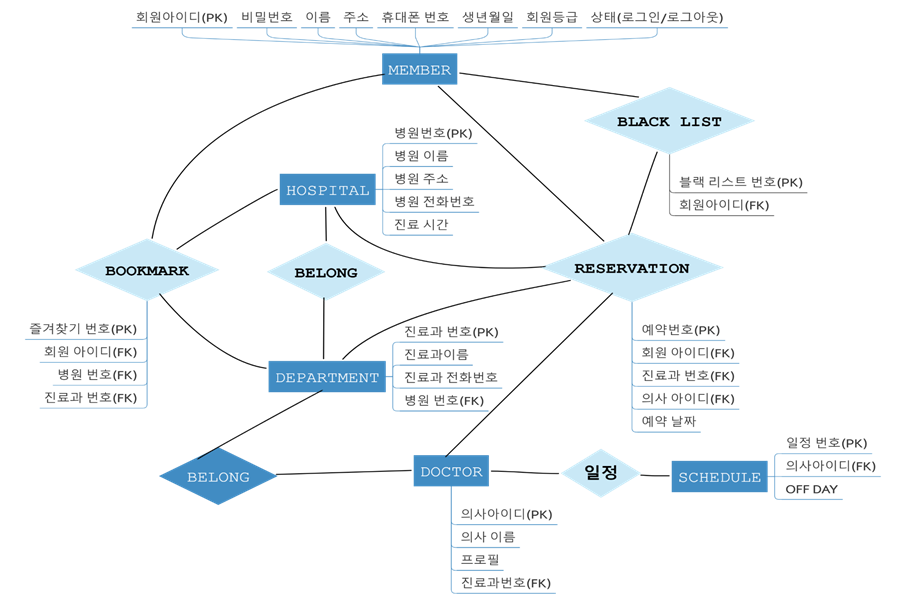 회원아이디(PK) 비밀번호 이름 주소 휴대폰 번호 생년월일 회원등급 상태(로그인/로그아웃)
MEMBER
BLACK LIST
블랙 리스트 번호(PK)
회원아이디(FK)
HOSPITAL
병원번호(PK)
병원 이름
병원 주소
병원 전화번호
진료 시간
BOOKMARK
즐겨찾기 번호(PK)
회원 아이디(FK)
병원 번호(FK)
진료과 번호(FK)
BELONG
RESERVATION
예약번호(PK)
회원 아이디(FK)
진료과 번호(FK)
의사 아이디(FK)
예약 날짜
DEPARTMENT
진료과 번호(PK)
진료과이름
진료과 전화번호
병원 번호(FK)
BELONG
DOCTOR
의사아이디(PK)
의사 이름
프로필
진료과번호(FK)
일정
SCHEDULE
일정 번호(PK)
의사아이디(FK)
OFF DAY